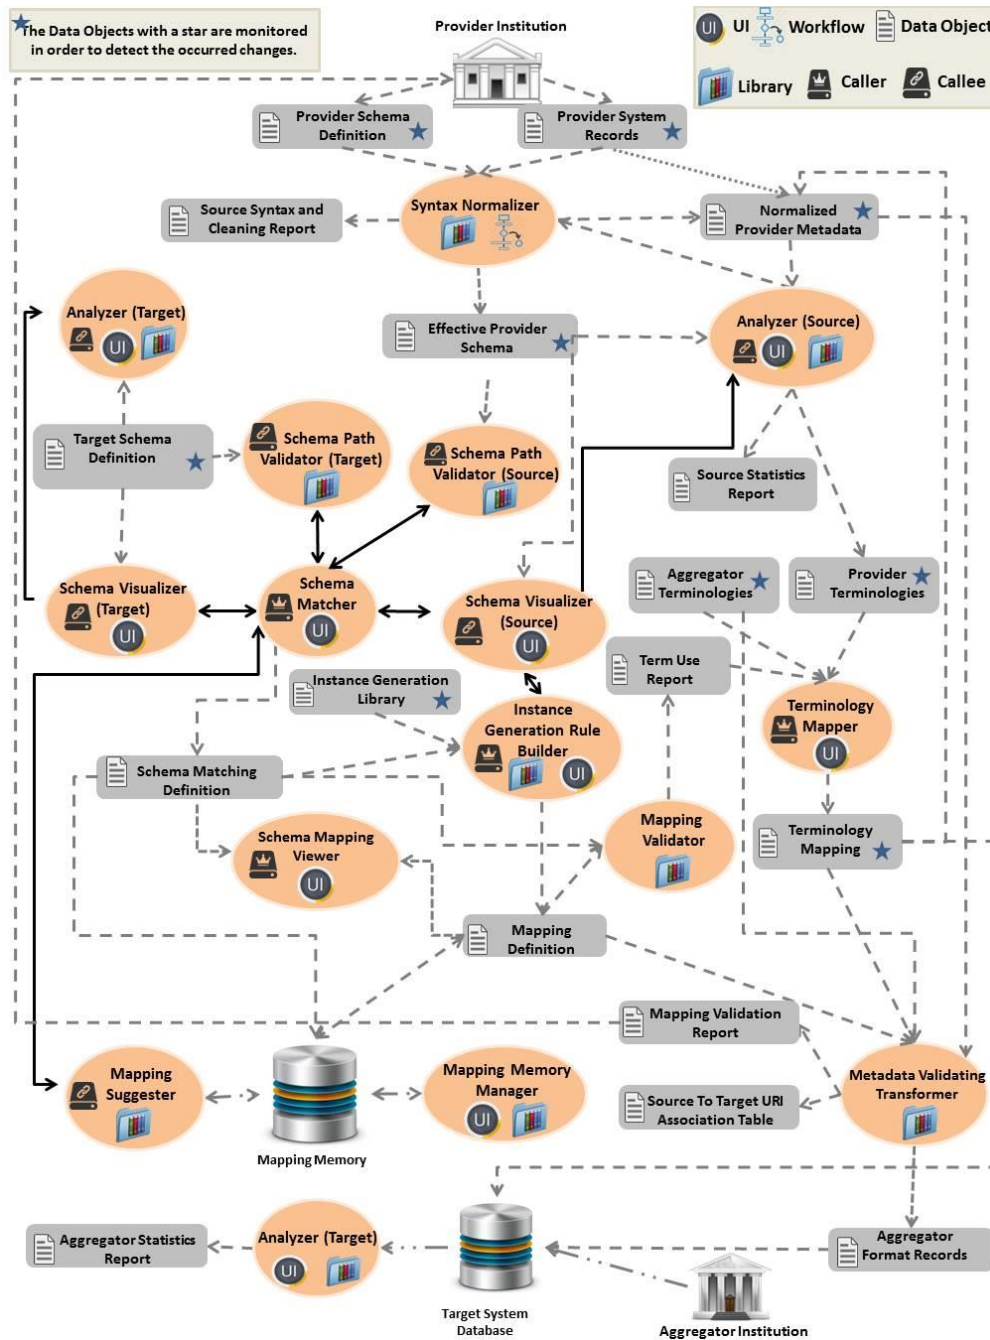 The Data Objects with a star are monitored
in order to detect the occurred changes.
Provider Institution
UI
UI
Workflow
Data Object
Library
Caller
Callee
Provider Schema
Definition
Provider System
Records
Source Syntax and
Cleaning Report
Syntax Normalizer
Normalized
Provider Metadata
Analyzer (Target)
UI
Effective Provider
Schema
Analyzer (Source)
UI
Target Schema
Definition
Schema Path
Validator (Target)
Schema Path
Validator (Source)
Source Statistics
Report
Schema Visualizer
(Target)
UI
Schema
Matcher
UI
Schema Visualizer
(Source)
UI
Aggregator
Terminologies
Provider
Terminologies
Instance Generation
Library
Term Use
Report
Instance
Generation Rule
Builder
UI
Terminology
Mapper
UI
Schema Matching
Definition
Schema Mapping
Viewer
UI
Mapping
Validator
Terminology
Mapping
Mapping
Definition
Mapping Validation
Report
Mapping
Suggester
Mapping Memory
Mapping Memory
Manager
UI
Source To Target URI
Association Table
Metadata Validating
Transformer
Aggregator Statistics
Report
Analyzer (Target)
UI
Target System
Database
Aggregator
Format Records
Aggregator Institution